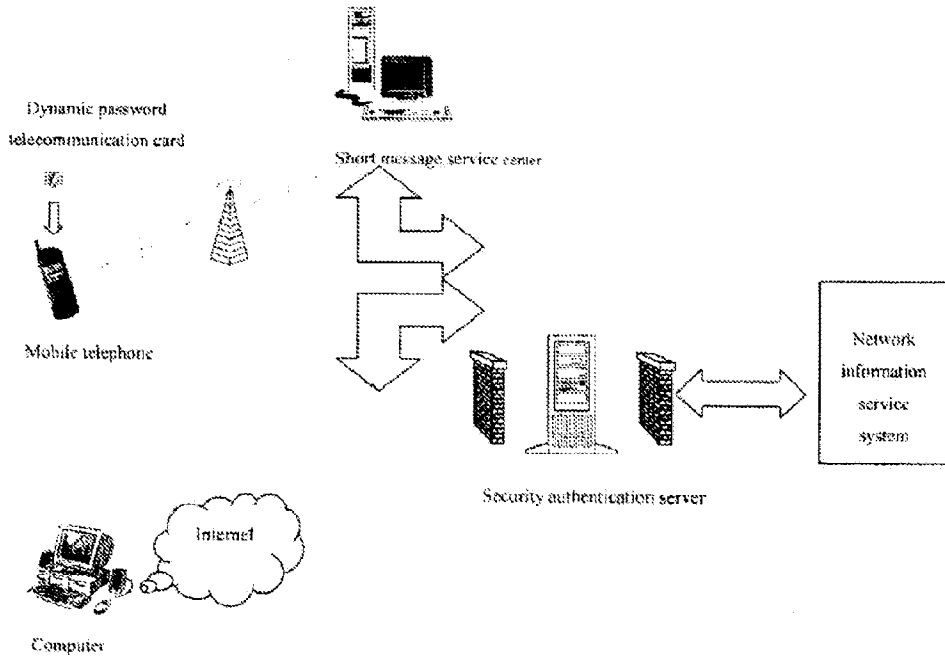 Dynamic password
telecommunication card
Short message service center
Mobile telephone
Network
information
service
system
Security authentication server
Internet
Computer